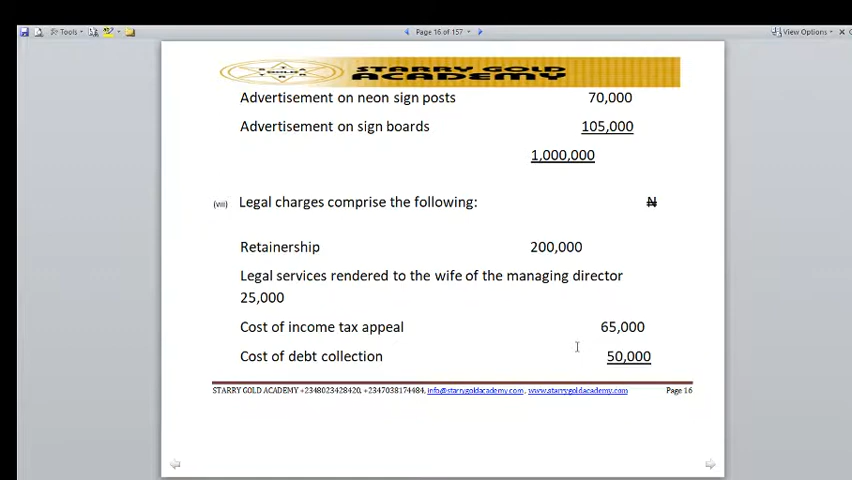 Tools
Page 16 of 157
View Options
STARRY GOLD
ACADEMY
Advertisement on neon sign posts 70,000
Advertisement on sign boards 105,000
1,000,000
(viii) Legal charges comprise the following: ₦
Retainership 200,000
Legal services rendered to the wife of the managing director
25,000
Cost of income tax appeal 65,000
Cost of debt collection 50,000
STARRY GOLD ACADEMY +2348023428420, +2347038174484, info@starrygoldacademy.com, www.starrygoldacademy.com Page 16